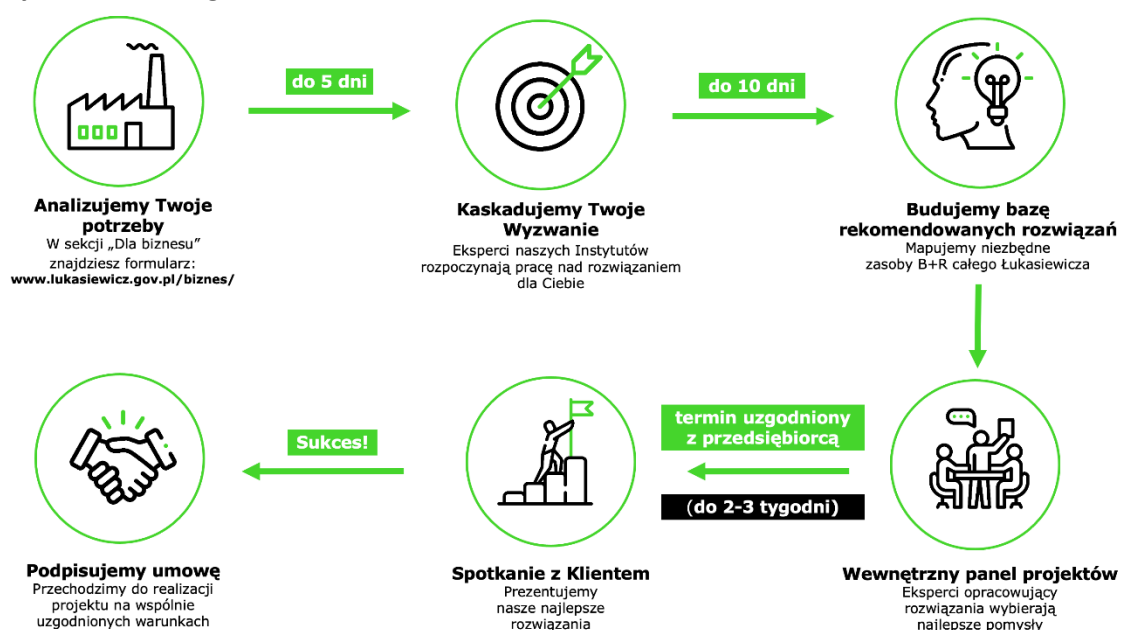 do 5 dni
do 10 dni
Analizujemy Twoje
potrzeby
W sekcji „Dla biznesu”
znajdziesz formularz:
www.lukasiewicz.gov.pl/biznes/
Kaskadujemy Twoje
Wyzwanie
Eksperci naszych Instytutów
rozpoczynają pracę nad rozwiązaniem
dla Ciebie
Budujemy bazę
rekomendowanych rozwiązań
Mapujemy niezbędne
zasoby B+R całego Łukasiewicza
termin uzgodniony
z przedsiębiorcą
(do 2-3 tygodni)
Sukces!
Wewnętrzny panel projektów
Eksperci opracowujący
rozwiązania wybierają
najlepsze pomysły
Spotkanie z Klientem
Prezentujemy
nasze najlepsze
rozwiązania
Podpisujemy umowę
Przechodzimy do realizacji
projektu na wspólnie
uzgodnionych warunkach